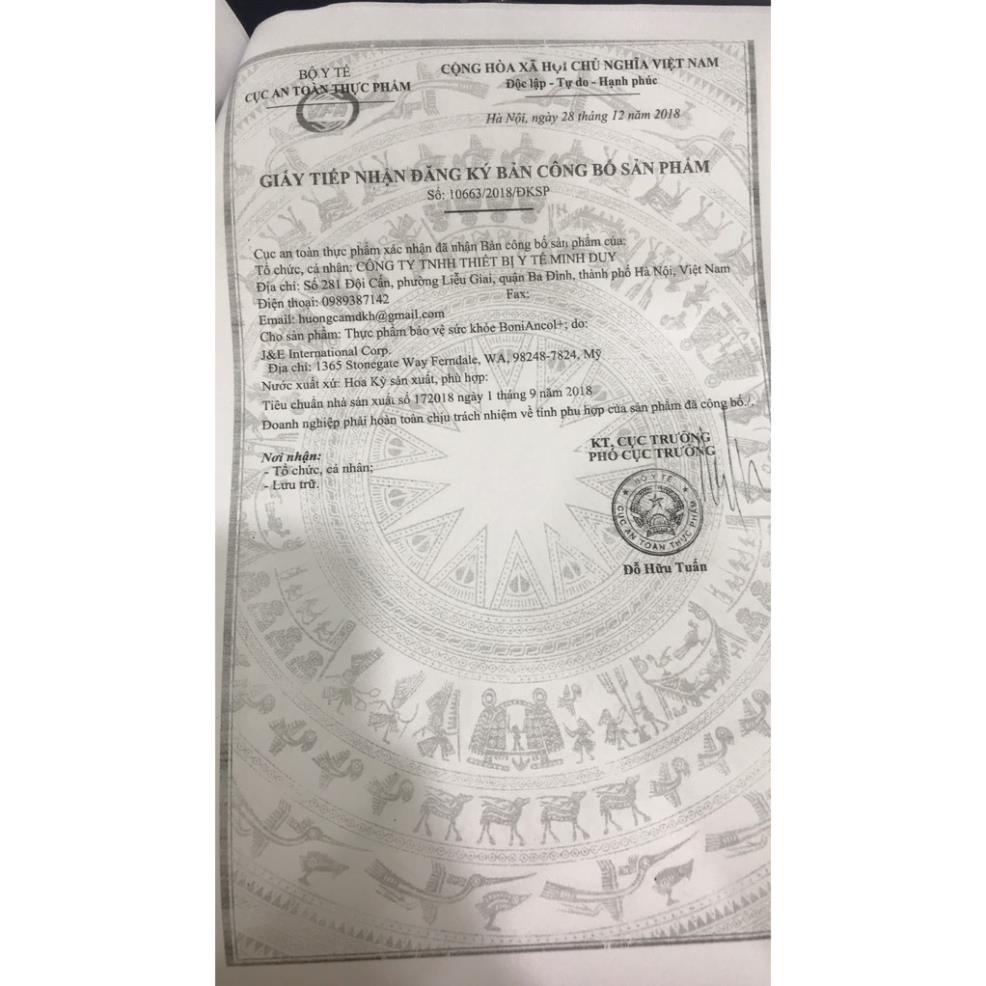 BỘ Y TẾ
CỤC AN TOÀN THỰC PHẨM
VFA
CỘNG HÒA XÃ HỤI CHỦ NGHĨA VIỆT NAM
Độc lập - Tự do - Hạnh phúc
Hà Nội, ngày 28 tháng 12 năm 2018
GIẤY TIẾP NHẬN ĐĂNG KÝ BẢN CÔNG BỐ SẢN PHẨM
Số: 10663/2018/ĐKSP
Cục an toàn thực phẩm xác nhận đã nhận Bản công bố sản phẩm của:
Tổ chức, cá nhân: CÔNG TY TNHH THIẾT BỊ Y TẾ MINH DUY
Địa chỉ: Số 281 Đội Cấn, phường Liễu Giai, quận Ba Đình, thành phố Hà Nội, Việt Nam
Điện thoại: 0989387142 Fax:
Email: huongcamdkh@gmail.com
Cho sản phẩm: Thực phẩm bảo vệ sức khỏe BoniAncol+; do:
J&E International Corp.
Địa chỉ: 1365 Stonegate Way Ferndale, WA, 98248-7824, Mỹ
Nước xuất xứ: Hoa Kỳ sản xuất, phù hợp:
Tiêu chuẩn nhà sản xuất số 172018 ngày 1 tháng 9 năm 2018
Doanh nghiệp phải hoàn toàn chịu trách nhiệm về tính phù hợp của sản phẩm đã công bố./.
Nơi nhận:
- Tổ chức, cá nhân;
- Lưu trữ.
KT, CỤC TRƯỞNG
PHÓ CỤC TRƯỞNG
BỘ Y TẾ
CỤC AN TOÀN THỰC PHẨM
Đỗ Hữu Tuấn